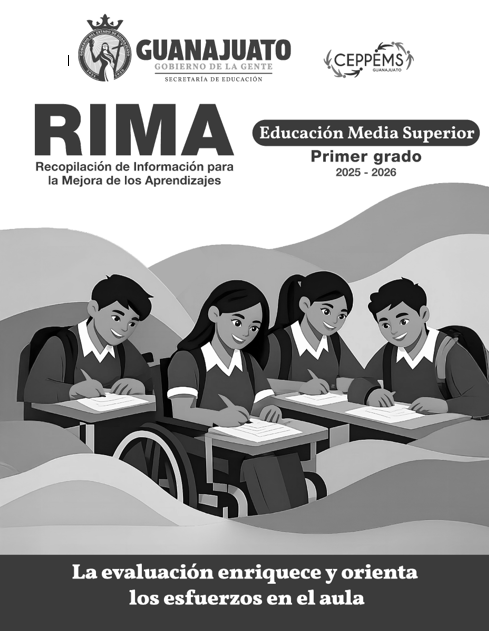 GUANAJUATO
GOBIERNO DE LA GENTE
SECRETARÍA DE EDUCACIÓN
CEPPEMS
GUANAJUATO
RIMA
Recopilación de Información para
la Mejora de los Aprendizajes
Educación Media Superior
Primer grado
2025 - 2026
La evaluación enriquece y orienta
los esfuerzos en el aula